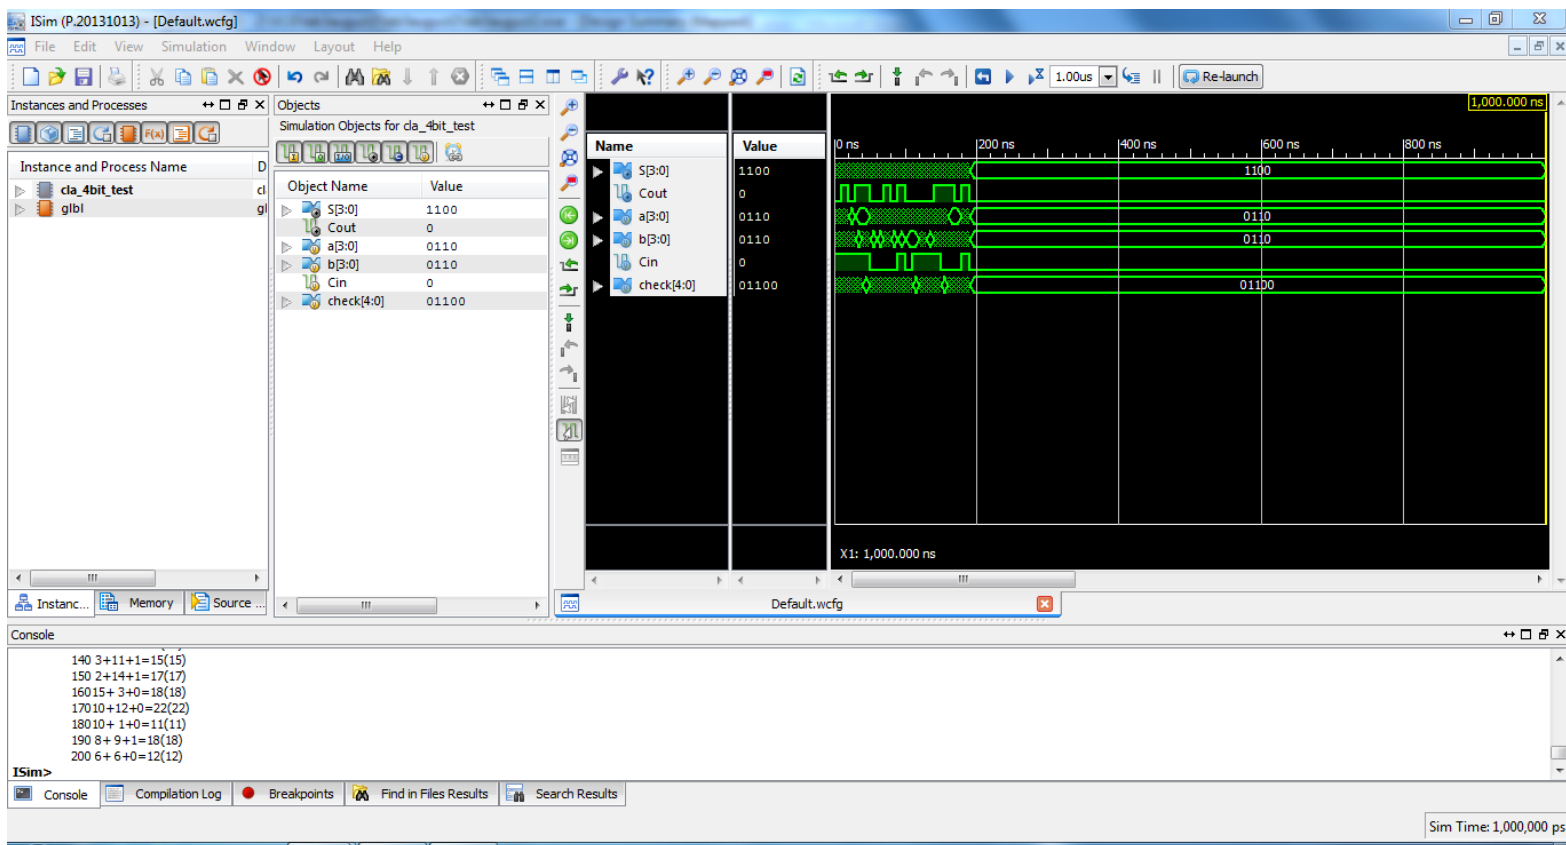 ISim (P.20131013) - [Default.wcfg]
File Edit View Simulation Window Layout Help
1.00us Re-launch
Instances and Processes
Instance and Process Name D
cla_4bit_test cl
glbl gl
Instanc... Memory Source ...
Objects
Simulation Objects for cla_4bit_test
Object Name Value
S[3:0] 1100
Cout 0
a[3:0] 0110
b[3:0] 0110
Cin 0
check[4:0] 01100
1,000.000 ns
Name Value 0 ns 200 ns 400 ns 600 ns 800 ns
S[3:0] 1100 1100
Cout 0
a[3:0] 0110 0110
b[3:0] 0110 0110
Cin 0
check[4:0] 01100 01100
X1: 1,000.000 ns
Default.wcfg
Console
140 3+11+1=15(15)
150 2+14+1=17(17)
16015+ 3+0=18(18)
17010+12+0=22(22)
18010+ 1+0=11(11)
190 8+ 9+1=18(18)
200 6+ 6+0=12(12)
ISim>
Console Compilation Log Breakpoints Find in Files Results Search Results
Sim Time: 1,000,000 ps